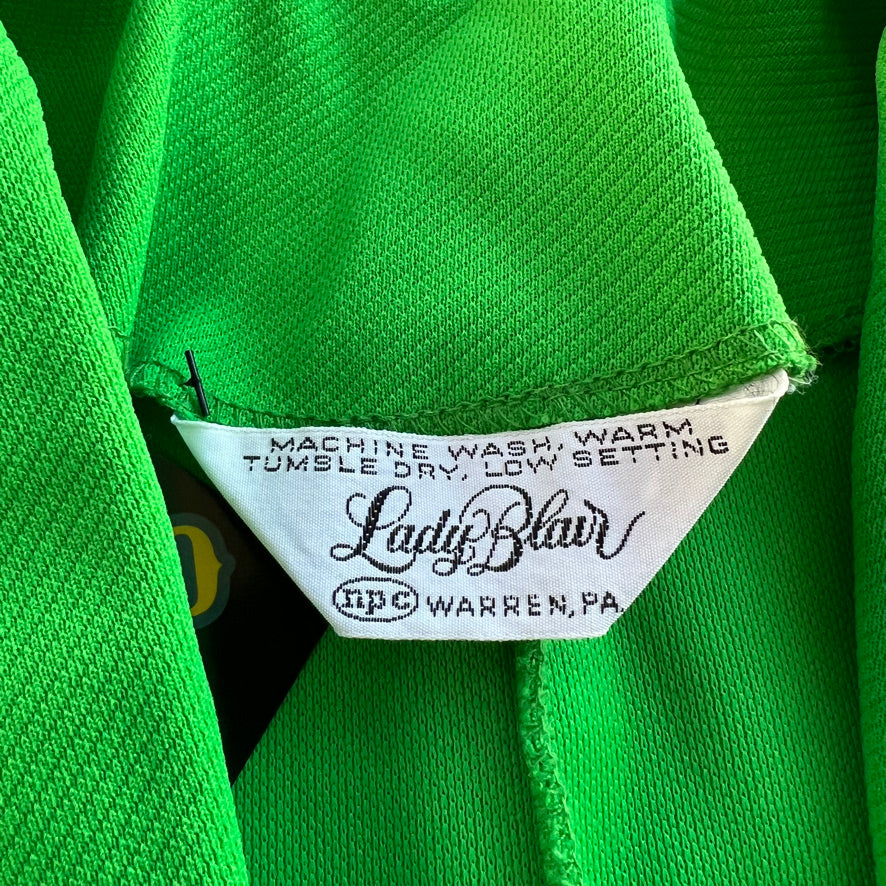 MACHINE WASH, WARM
TUMBLE DRY, LOW SETTING
Lady Blair
npc WARREN, PA.